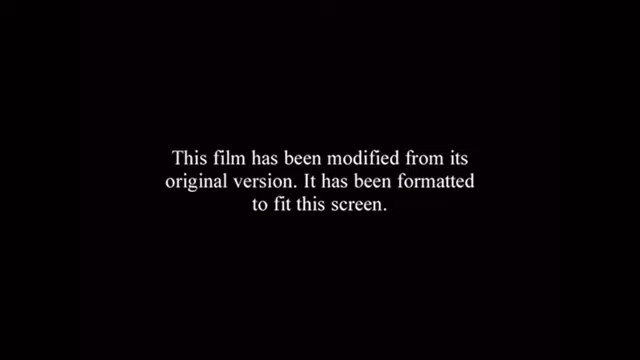 This film has been modified from its
original version. It has been formatted
to fit this screen.